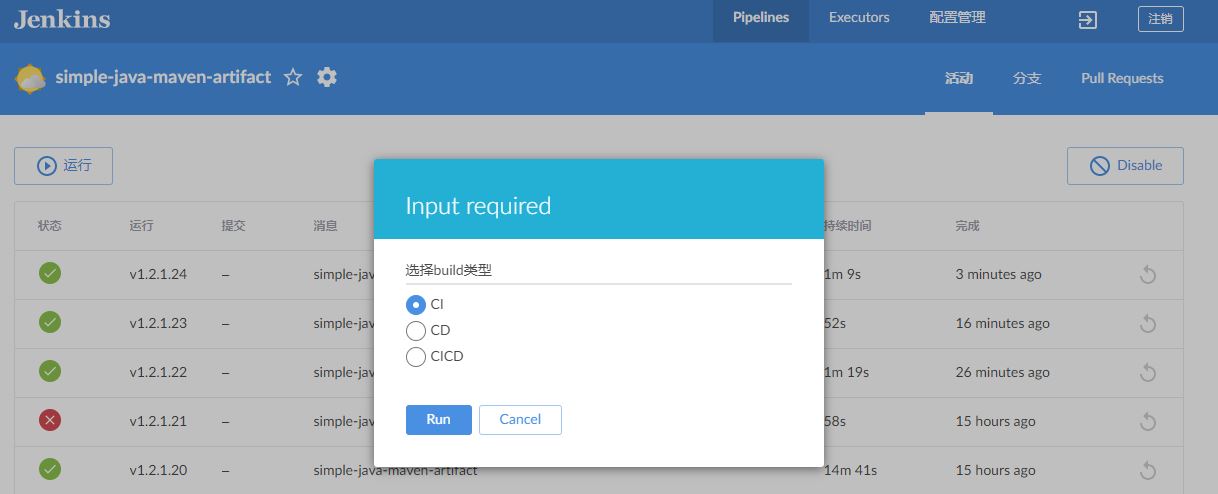 Jenkins Pipelines Executors 配置管理 注销
simple-java-maven-artifact 活动 分支 Pull Requests
运行 Disable
Input required
状态 运行 提交 消息 持续时间 完成
选择build类型
v1.2.1.24 – simple-jav 1m 9s 3 minutes ago
CI
v1.2.1.23 – simple-jav 52s 16 minutes ago
CD
CICD
v1.2.1.22 – simple-jav 1m 19s 26 minutes ago
Run Cancel
v1.2.1.21 – simple-jav 58s 15 hours ago
v1.2.1.20 – simple-java-maven-artifact 14m 41s 15 hours ago